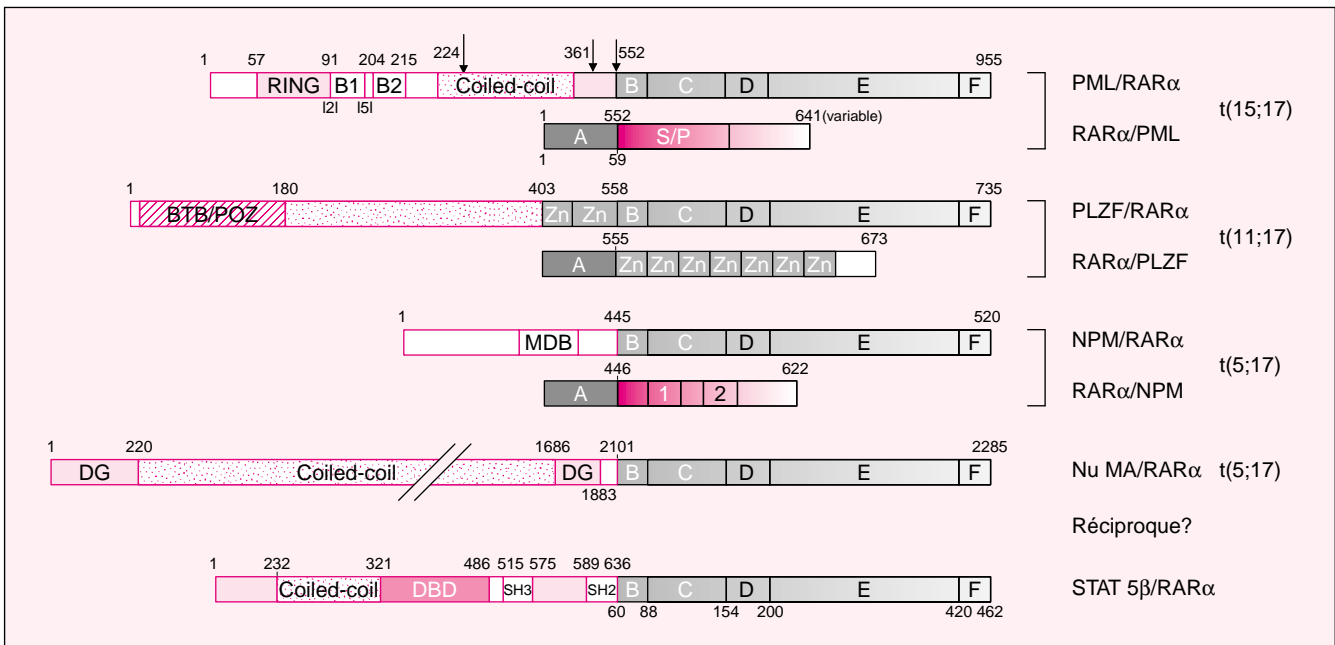 1 57 91 204 215 224 361 552 955
RING B1 B2 Coiled-coil B C D E F PML/RARα
I2I I5I
t(15;17)
1 552 641 (variable)
A S/P RARα/PML
1 59
1 180 403 558 735
BTB/POZ Zn Zn B C D E F PLZF/RARα
t(11;17)
555 673
A Zn Zn Zn Zn Zn Zn Zn RARα/PLZF
1 445 520
MDB B C D E F NPM/RARα
t(5;17)
446 622
A 1 2 RARα/NPM
1 220 1686 2101 2285
DG Coiled-coil DG B C D E F Nu MA/RARα t(5;17)
1883
Réciproque?
1 232 321 486 515 575 589 636
Coiled-coil DBD SH3 SH2 B C D E F STAT 5β/RARα
60 88 154 200 420 462